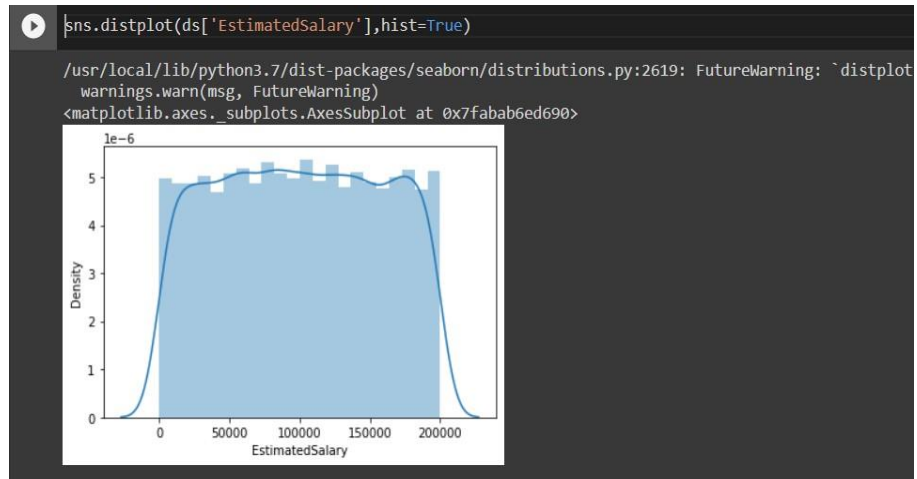 sns.distplot(ds['EstimatedSalary'],hist=True)
/usr/local/lib/python3.7/dist-packages/seaborn/distributions.py:2619: FutureWarning: `distplot
warnings.warn(msg, FutureWarning)
<matplotlib.axes._subplots.AxesSubplot at 0x7fabab6ed690>
1e−6
5
4
3
2
1
0
Density
0 50000 100000 150000 200000
EstimatedSalary